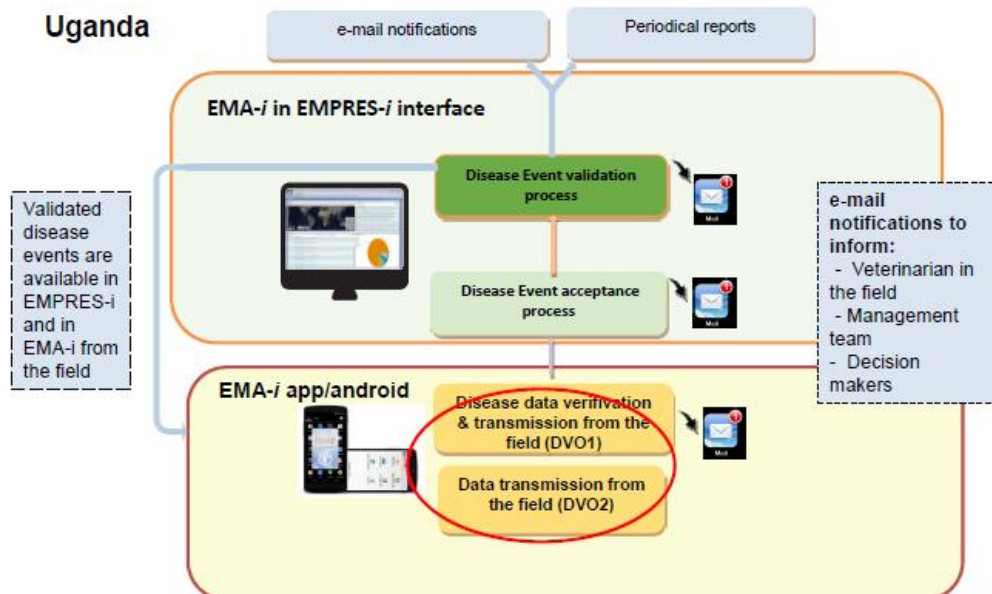 Uganda
e-mail notifications
Periodical reports
EMA-i in EMPRES-i interface
Disease Event validation
process
Mail
Validated
disease
events are
available in
EMPRES-i
and in
EMA-i from
the field
e-mail
notifications to
inform:
- Veterinarian in
the field
- Management
team
- Decision
makers
Disease Event acceptance
process
Mail
EMA-i app/android
Disease data verifivation
& transmission from the
field (DVO1)
Mail
Data transmission from
the field (DVO2)